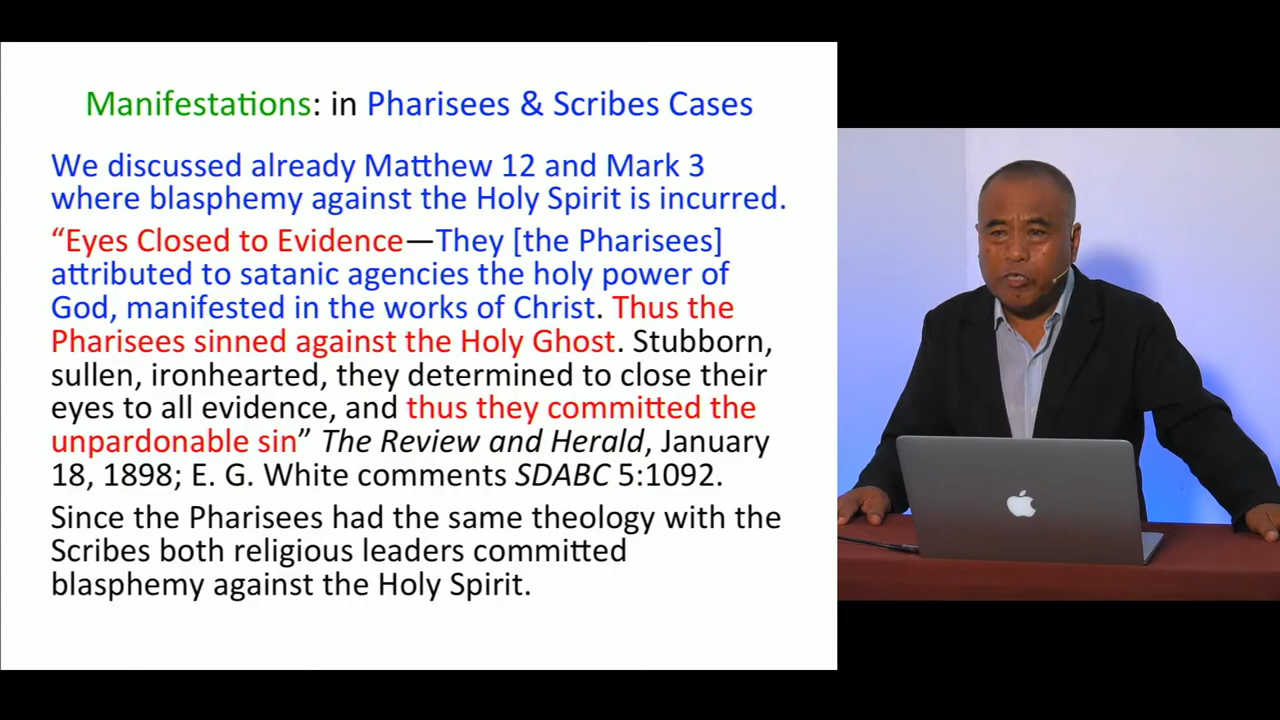 Manifestations: in Pharisees & Scribes Cases
We discussed already Matthew 12 and Mark 3
where blasphemy against the Holy Spirit is incurred.
“Eyes Closed to Evidence—They [the Pharisees]
attributed to satanic agencies the holy power of
God, manifested in the works of Christ. Thus the
Pharisees sinned against the Holy Ghost. Stubborn,
sullen, ironhearted, they determined to close their
eyes to all evidence, and thus they committed the
unpardonable sin” The Review and Herald, January
18, 1898; E. G. White comments SDABC 5:1092.
Since the Pharisees had the same theology with the
Scribes both religious leaders committed
blasphemy against the Holy Spirit.